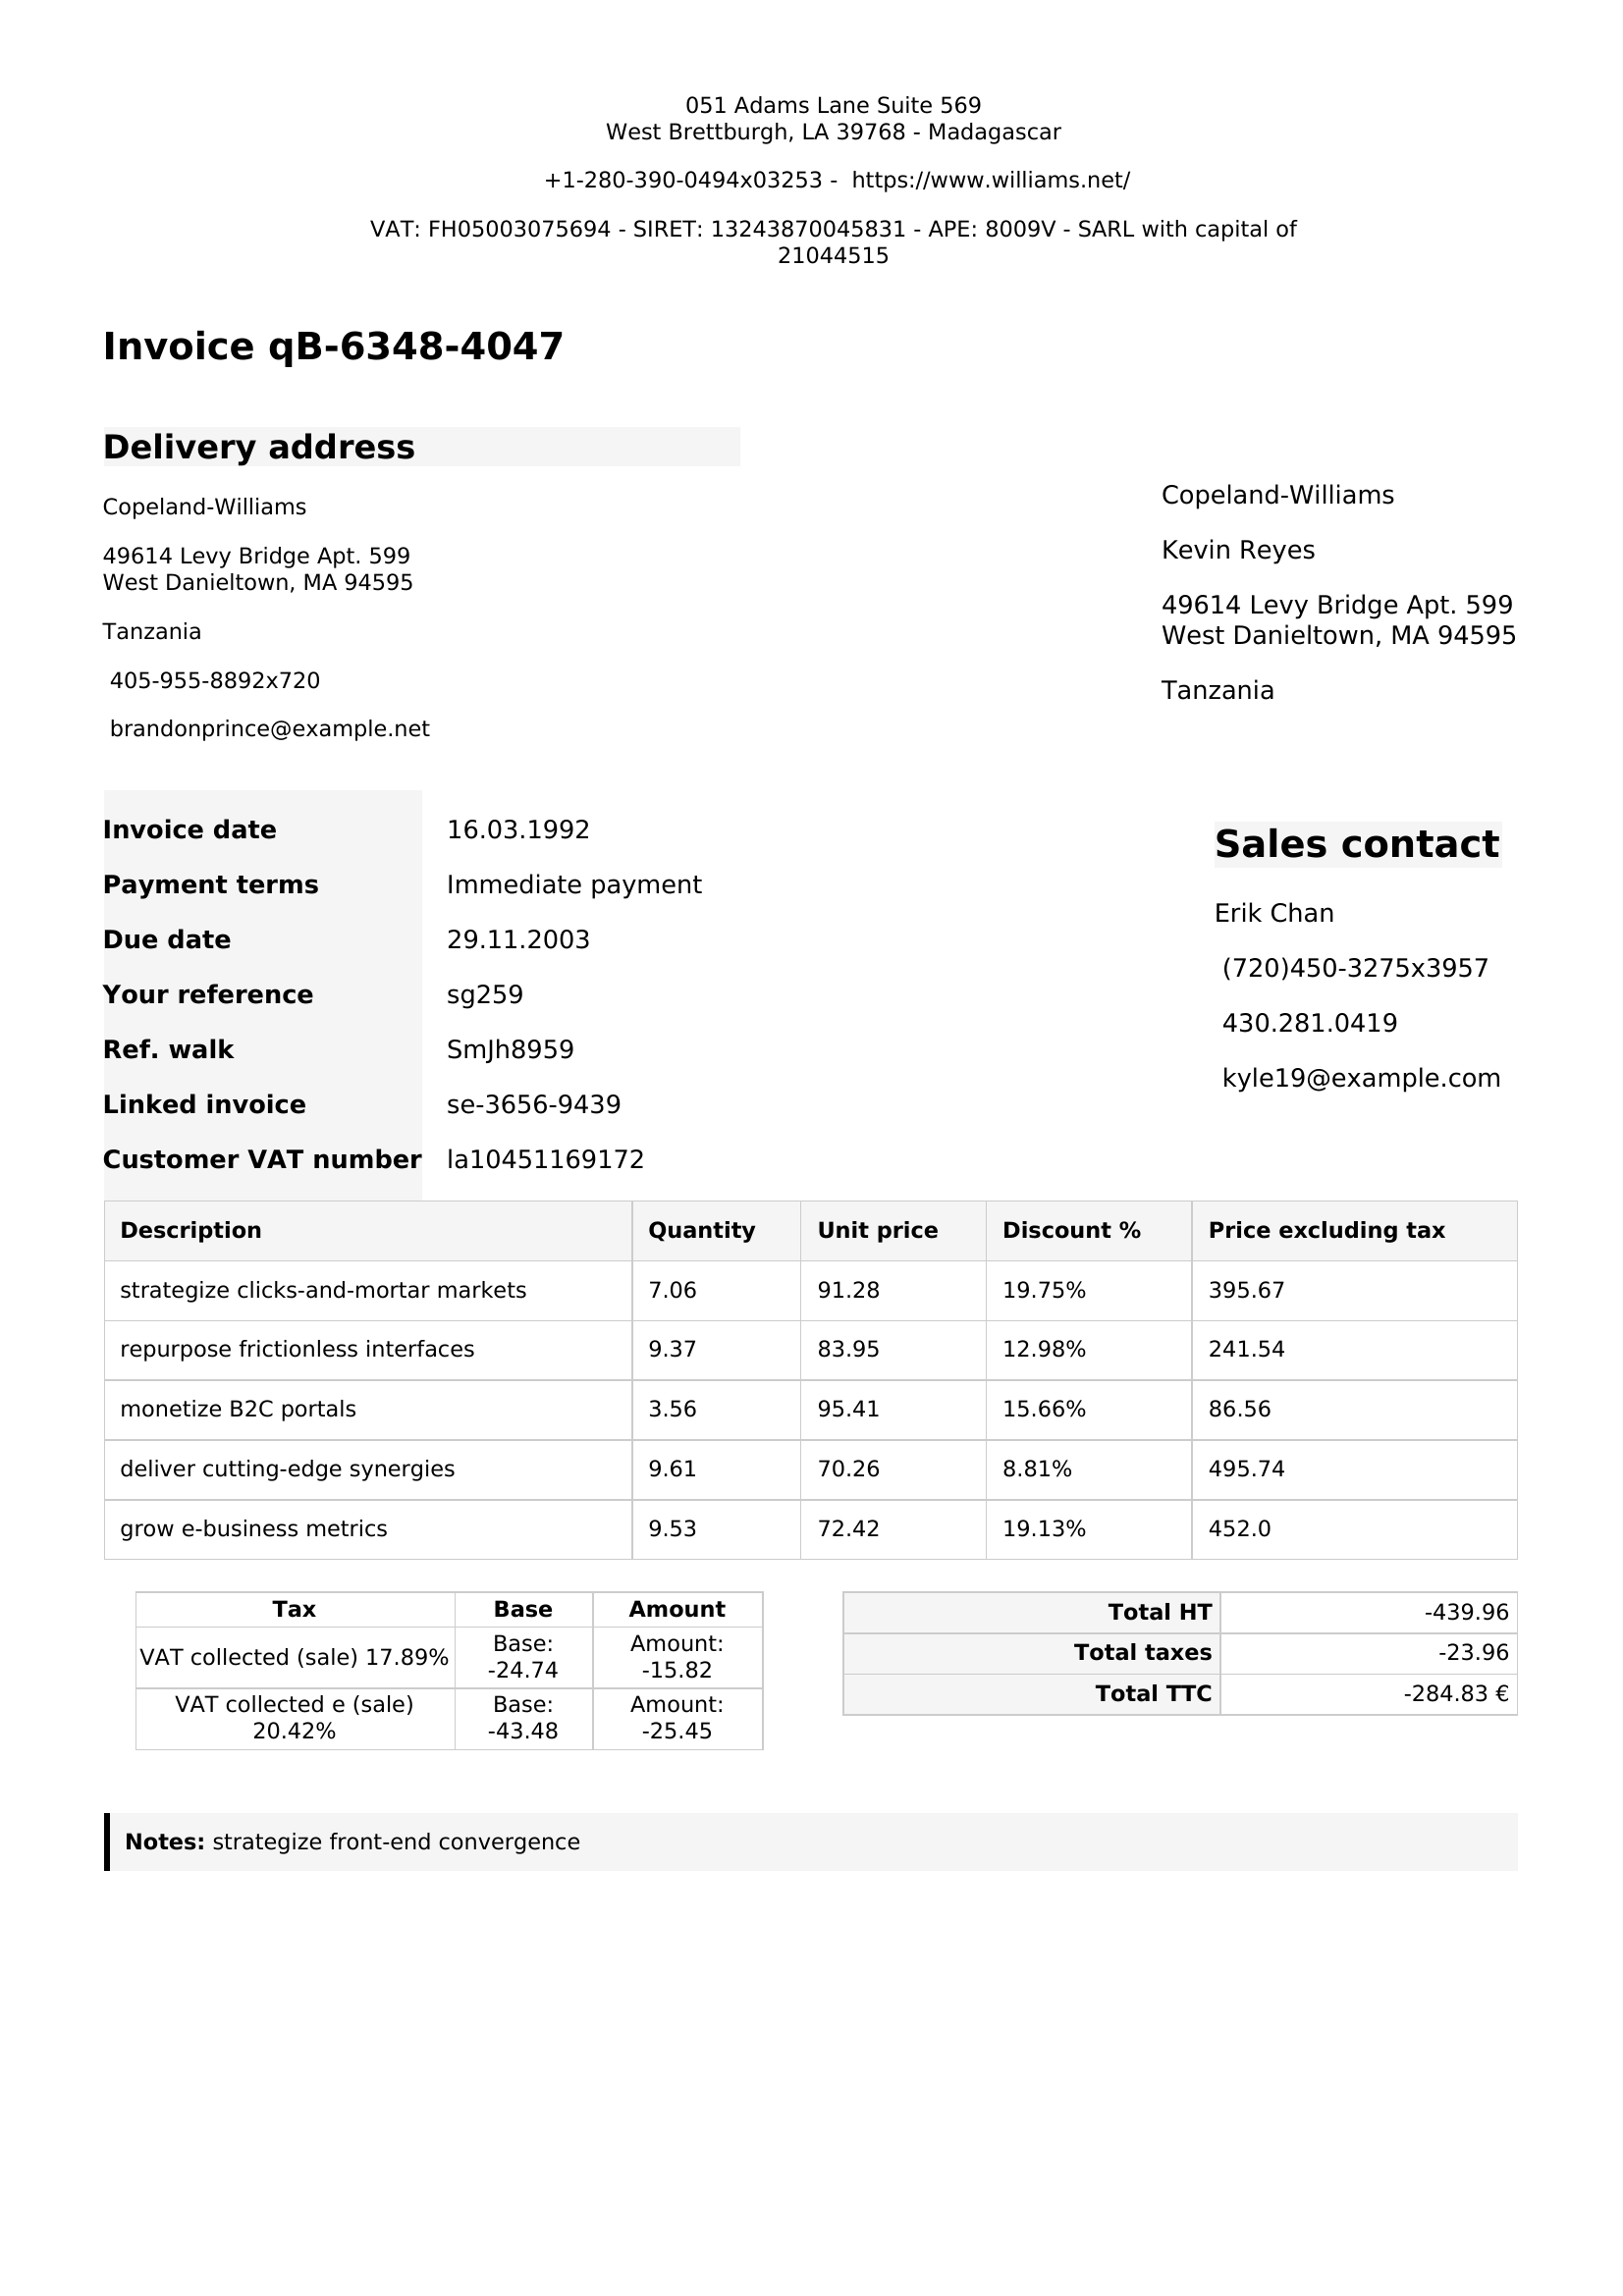 051 Adams Lane Suite 569
West Brettburgh, LA 39768 - Madagascar
+1-280-390-0494x03253 -  https://www.williams.net/
VAT: FH05003075694 - SIRET: 13243870045831 - APE: 8009V - SARL with capital of
21044515
Invoice qB-6348-4047
Delivery address
Copeland-Williams
49614 Levy Bridge Apt. 599
West Danieltown, MA 94595
Tanzania
405-955-8892x720
brandonprince@example.net
Copeland-Williams
Kevin Reyes
49614 Levy Bridge Apt. 599
West Danieltown, MA 94595
Tanzania
Invoice date 16.03.1992
Payment terms Immediate payment
Due date 29.11.2003
Your reference sg259
Ref. walk SmJh8959
Linked invoice se-3656-9439
Customer VAT number la10451169172
Sales contact
Erik Chan
(720)450-3275x3957
430.281.0419
kyle19@example.com
Description Quantity Unit price Discount % Price excluding tax
strategize clicks-and-mortar markets 7.06 91.28 19.75% 395.67
repurpose frictionless interfaces 9.37 83.95 12.98% 241.54
monetize B2C portals 3.56 95.41 15.66% 86.56
deliver cutting-edge synergies 9.61 70.26 8.81% 495.74
grow e-business metrics 9.53 72.42 19.13% 452.0
Tax Base Amount
VAT collected (sale) 17.89% Base: -24.74 Amount: -15.82
VAT collected e (sale) 20.42% Base: -43.48 Amount: -25.45
Total HT -439.96
Total taxes -23.96
Total TTC -284.83 €
Notes: strategize front-end convergence